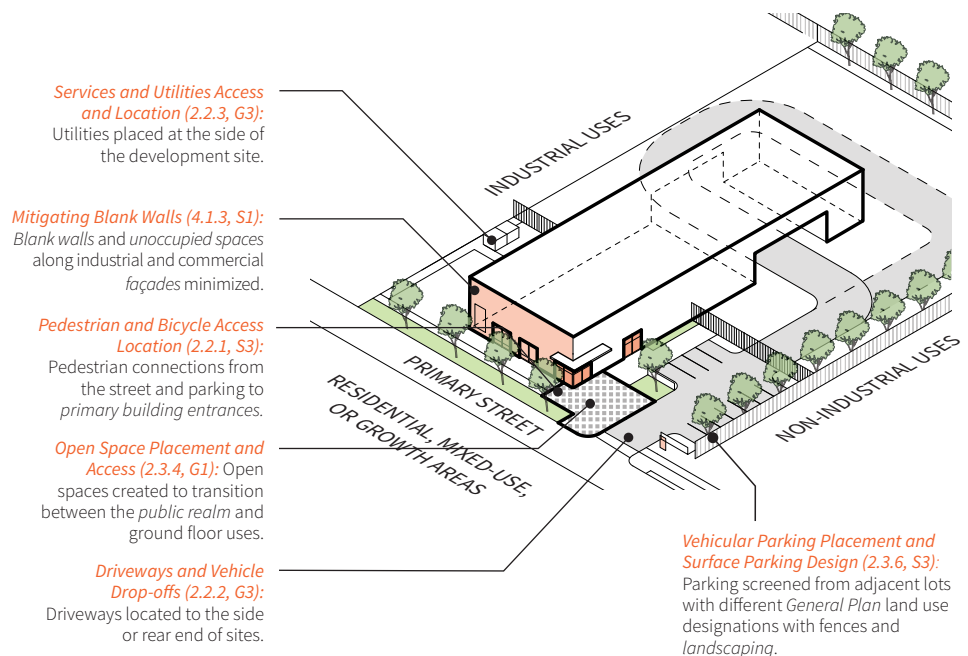 Services and Utilities Access
and Location (2.2.3, G3):
Utilities placed at the side of
the development site.
Mitigating Blank Walls (4.1.3, S1):
Blank walls and unoccupied spaces
along industrial and commercial
façades minimized.
Pedestrian and Bicycle Access
Location (2.2.1, S3):
Pedestrian connections from
the street and parking to
primary building entrances.
Open Space Placement and
Access (2.3.4, G1): Open
spaces created to transition
between the public realm and
ground floor uses.
Driveways and Vehicle
Drop-offs (2.2.2, G3):
Driveways located to the side
or rear end of sites.
INDUSTRIAL USES
PRIMARY STREET
RESIDENTIAL, MIXED-USE,
OR GROWTH AREAS
NON-INDUSTRIAL USES
Vehicular Parking Placement and
Surface Parking Design (2.3.6, S3):
Parking screened from adjacent lots
with different General Plan land use
designations with fences and
landscaping.